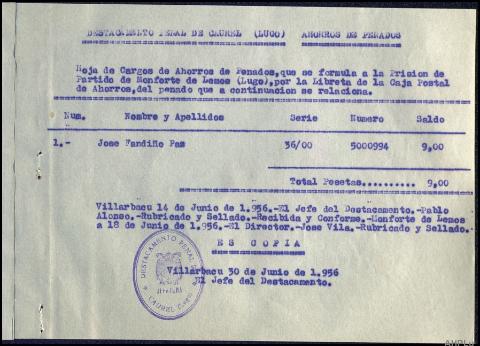 DESTACAMENTO PENAL DE CAUREL (LUGO) AHORROS DE PENADOS
Hoja de Cargos de Ahorros de Penados, que se formula a la Prision de
Partido de Monforte de Lemos (Lugo), por la Libreta de la Caja Postal
de Ahorros, del penado que a continuacion se relaciona.
Num. Nombre y Apellidos Serie Numero Saldo
1.- Jose Fandiño Paz 36/00 5000994 9,00
Total Pesetas.......... 9,00
Villarbacu 14 de Junio de 1.956.-El Jefe del Destacamento.-Pablo
Alonso.-Rubricado y Sellado.-Recibida y Conforme.-Monforte de Lemos
a 18 de Junio de 1.956.-El Director.-Jose Vila.-Rubricado y Sellado.-
ES COPIA
DESTACAMENTO PENAL
JEFATURA
CAUREL
Villarbacu 30 de Junio de 1.956
El Jefe del Destacamento.